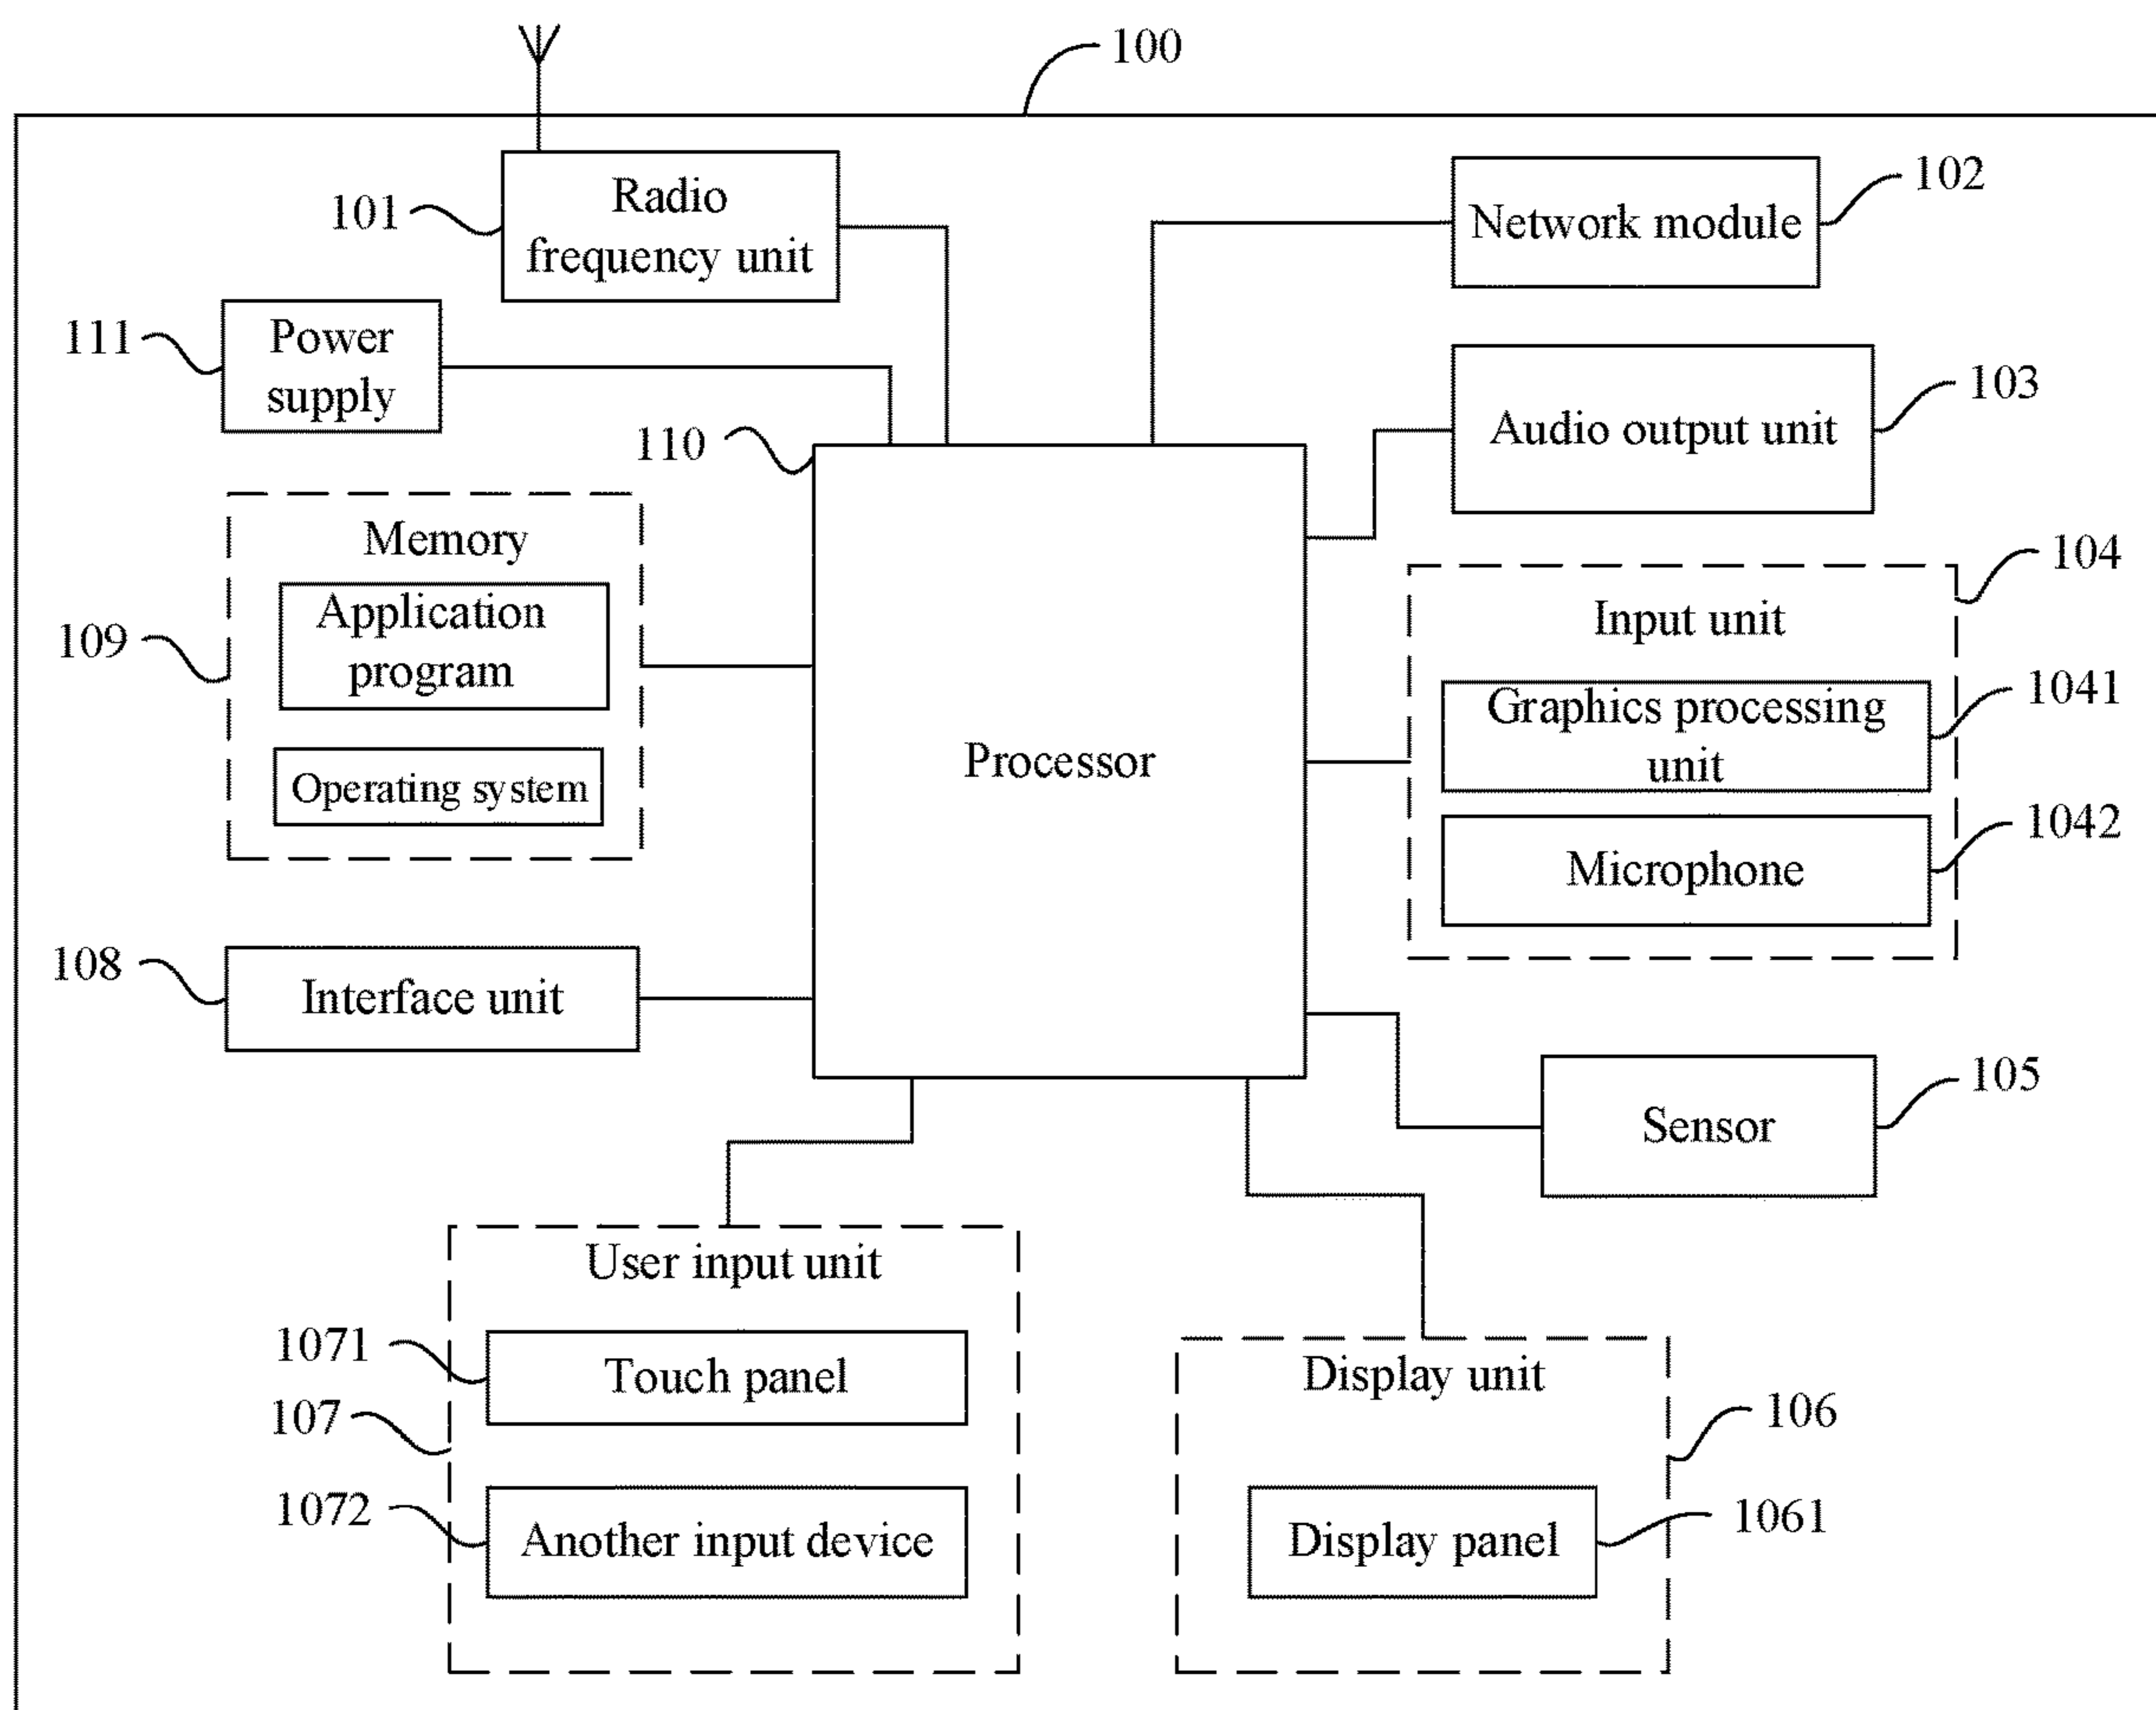 100
101
Radio
frequency unit
Network module
102
111
Power
supply
110
Audio output unit
103
Memory
Application
program
Operating system
109
Processor
104
Input unit
Graphics processing
unit
1041
Microphone
1042
108
Interface unit
Sensor
105
User input unit
1071
Touch panel
107
1072
Another input device
Display unit
106
Display panel
1061